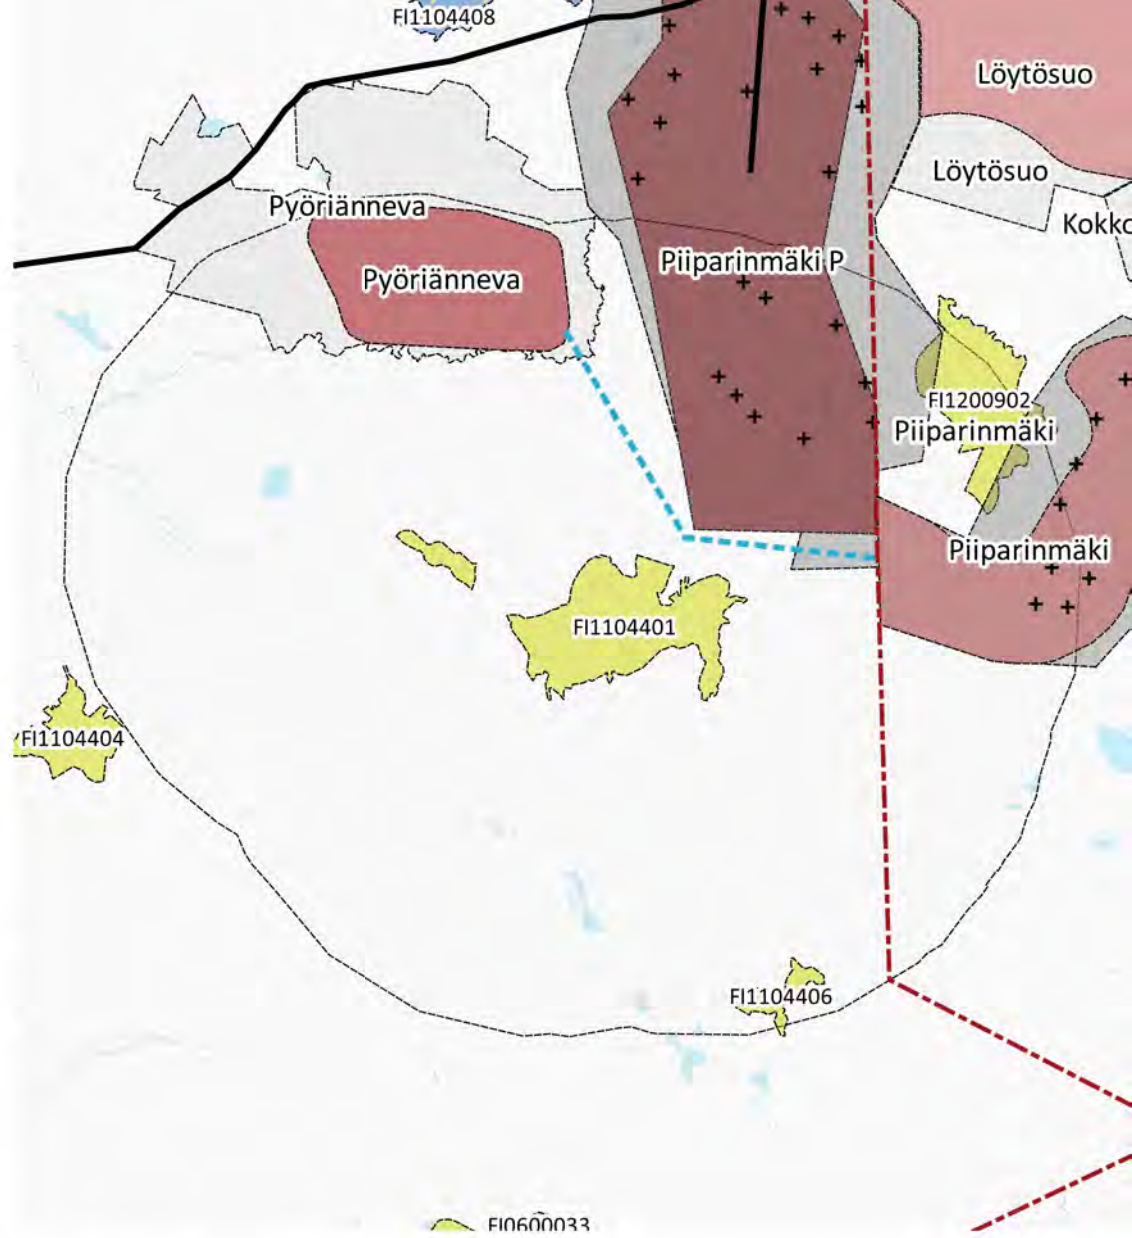 FI1104408
Löytösuo
Löytösuo
Pyöriänneva
Kokko
Piiparinmäki P
Pyöriänneva
FI1200902
Piiparinmäki
Piiparinmäki
FI1104401
FI1104404
FI1104406
FI0600033